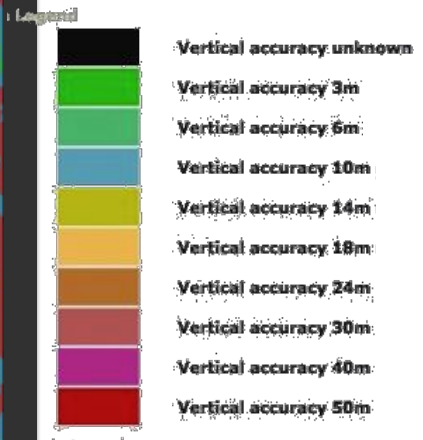 Legend
Vertical accuracy unknown
Vertical accuracy 3m
Vertical accuracy 6m
Vertical accuracy 10m
Vertical accuracy 14m
Vertical accuracy 18m
Vertical accuracy 24m
Vertical accuracy 30m
Vertical accuracy 40m
Vertical accuracy 50m